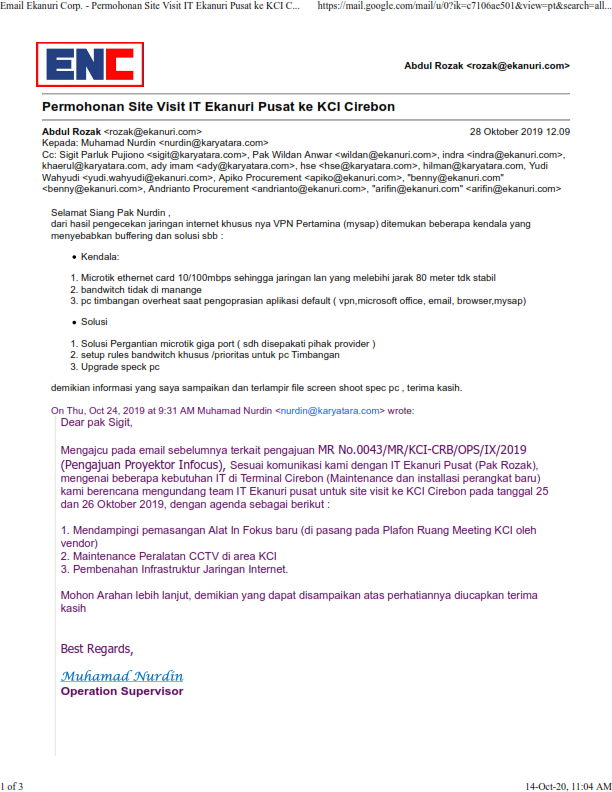 Email Ekanuri Corp. - Permohonan Site Visit IT Ekanuri Pusat ke KCI C... https://mail.google.com/mail/u/0?ik=c7106ae501&view=pt&search=all...
ENC
Abdul Rozak <rozak@ekanuri.com>
Permohonan Site Visit IT Ekanuri Pusat ke KCI Cirebon
Abdul Rozak <rozak@ekanuri.com> 28 Oktober 2019 12.09
Kepada: Muhamad Nurdin <nurdin@karyatara.com>
Cc: Sigit Parluk Pujiono <sigit@karyatara.com>, Pak Wildan Anwar <wildan@ekanuri.com>, indra <indra@ekanuri.com>,
khaerul@karyatara.com, ady imam <ady@karyatara.com>, hse <hse@karyatara.com>, hilman@karyatara.com, Yudi
Wahyudi <yudi.wahyudi@ekanuri.com>, Apiko Procurement <apiko@ekanuri.com>, "benny@ekanuri.com"
<benny@ekanuri.com>, Andrianto Procurement <andrianto@ekanuri.com>, "arifin@ekanuri.com" <arifin@ekanuri.com>
Selamat Siang Pak Nurdin ,
dari hasil pengecekan jaringan internet khusus nya VPN Pertamina (mysap) ditemukan beberapa kendala yang
menyebabkan buffering dan solusi sbb :
• Kendala:
1. Microtik ethernet card 10/100mbps sehingga jaringan lan yang melebihi jarak 80 meter tdk stabil
2. bandwitch tidak di manange
3. pc timbangan overheat saat pengoprasian aplikasi default ( vpn,microsoft office, email, browser,mysap)
• Solusi
1. Solusi Pergantian microtik giga port ( sdh disepakati pihak provider )
2. setup rules bandwitch khusus /prioritas untuk pc Timbangan
3. Upgrade speck pc
demikian informasi yang saya sampaikan dan terlampir file screen shoot spec pc , terima kasih.
On Thu, Oct 24, 2019 at 9:31 AM Muhamad Nurdin <nurdin@karyatara.com> wrote:
Dear pak Sigit,
Mengajcu pada email sebelumnya terkait pengajuan MR No.0043/MR/KCI-CRB/OPS/IX/2019
(Pengajuan Proyektor Infocus), Sesuai komunikasi kami dengan IT Ekanuri Pusat (Pak Rozak),
mengenai beberapa kebutuhan IT di Terminal Cirebon (Maintenance dan installasi perangkat baru)
kami berencana mengundang team IT Ekanuri pusat untuk site visit ke KCI Cirebon pada tanggal 25
dan 26 Oktober 2019, dengan agenda sebagai berikut :
1. Mendampingi pemasangan Alat In Fokus baru (di pasang pada Plafon Ruang Meeting KCI oleh
vendor)
2. Maintenance Peralatan CCTV di area KCI
3. Pembenahan Infrastruktur Jaringan Internet.
Mohon Arahan lebih lanjut, demikian yang dapat disampaikan atas perhatiannya diucapkan terima
kasih
Best Regards,
Muhamad Nurdin
Operation Supervisor
1 of 3 14-Oct-20, 11:04 AM